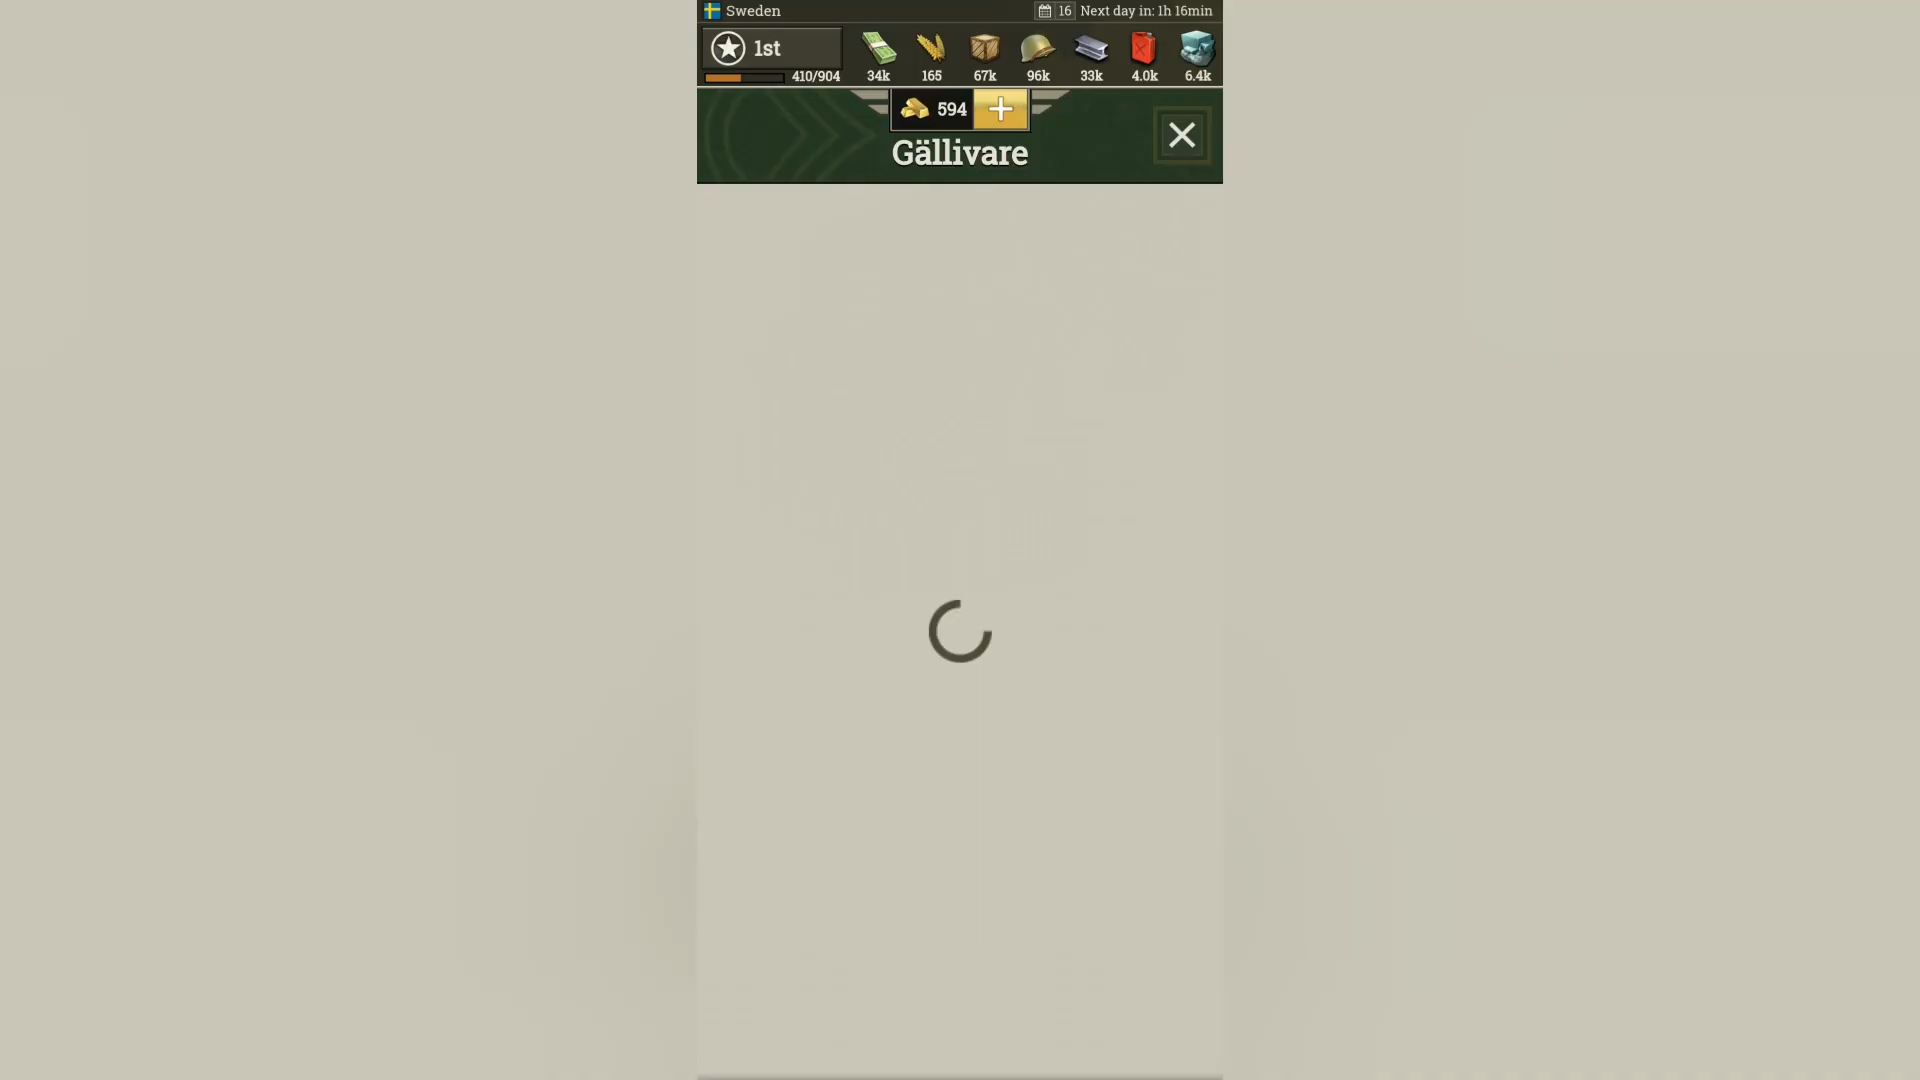 Sweden 16 Next day in: 1h 16min
1st
410/904 34k 165 67k 96k 33k 4.0k 6.4k
594
Gällivare